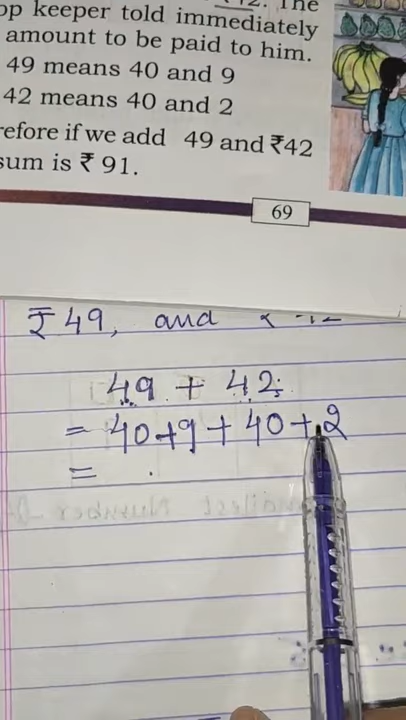 42. The
op keeper told immediately
amount to be paid to him.
49 means 40 and 9
42 means 40 and 2
refore if we add 49 and ₹42
sum is ₹ 91.
69
₹ 49, and
49 + 42
= 40+9+40+2
=